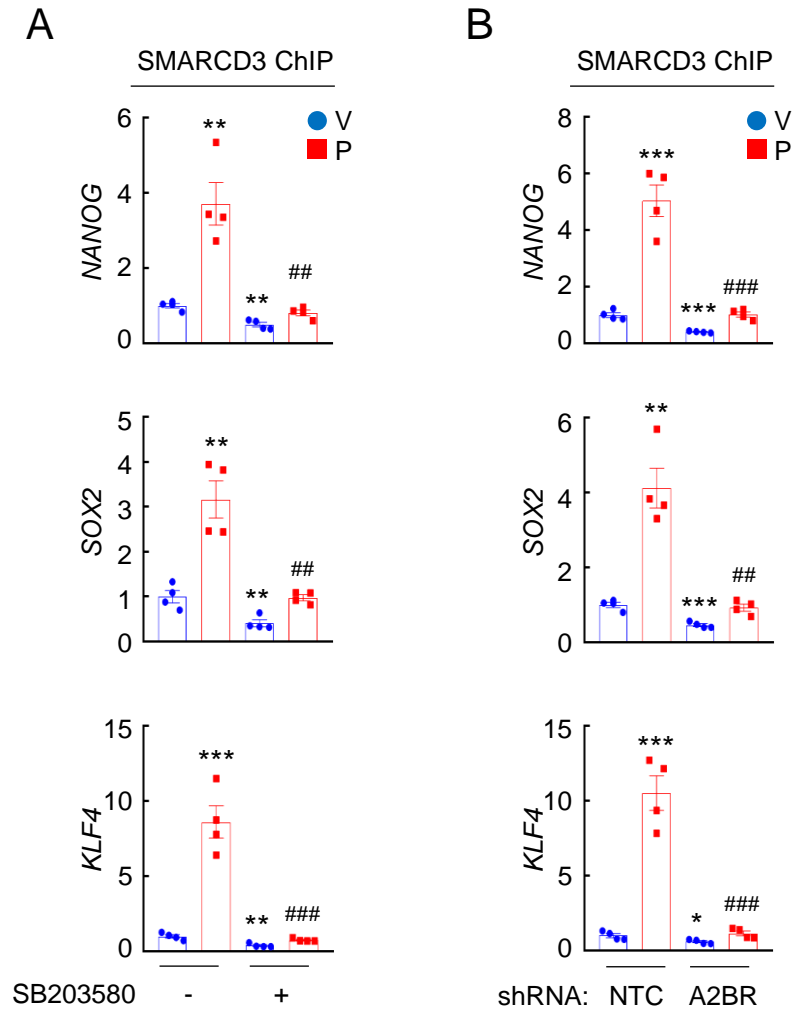 A
SMARCD3 ChIP
V
P
NANOG
6
4
2
0
**
**
##
SOX2
5
4
3
2
1
0
**
**
##
KLF4
15
10
5
0
***
**
###
SB203580 - +
B
SMARCD3 ChIP
V
P
NANOG
8
6
4
2
0
***
***
###
SOX2
6
4
2
0
**
***
##
KLF4
15
10
5
0
***
*
###
shRNA: NTC A2BR